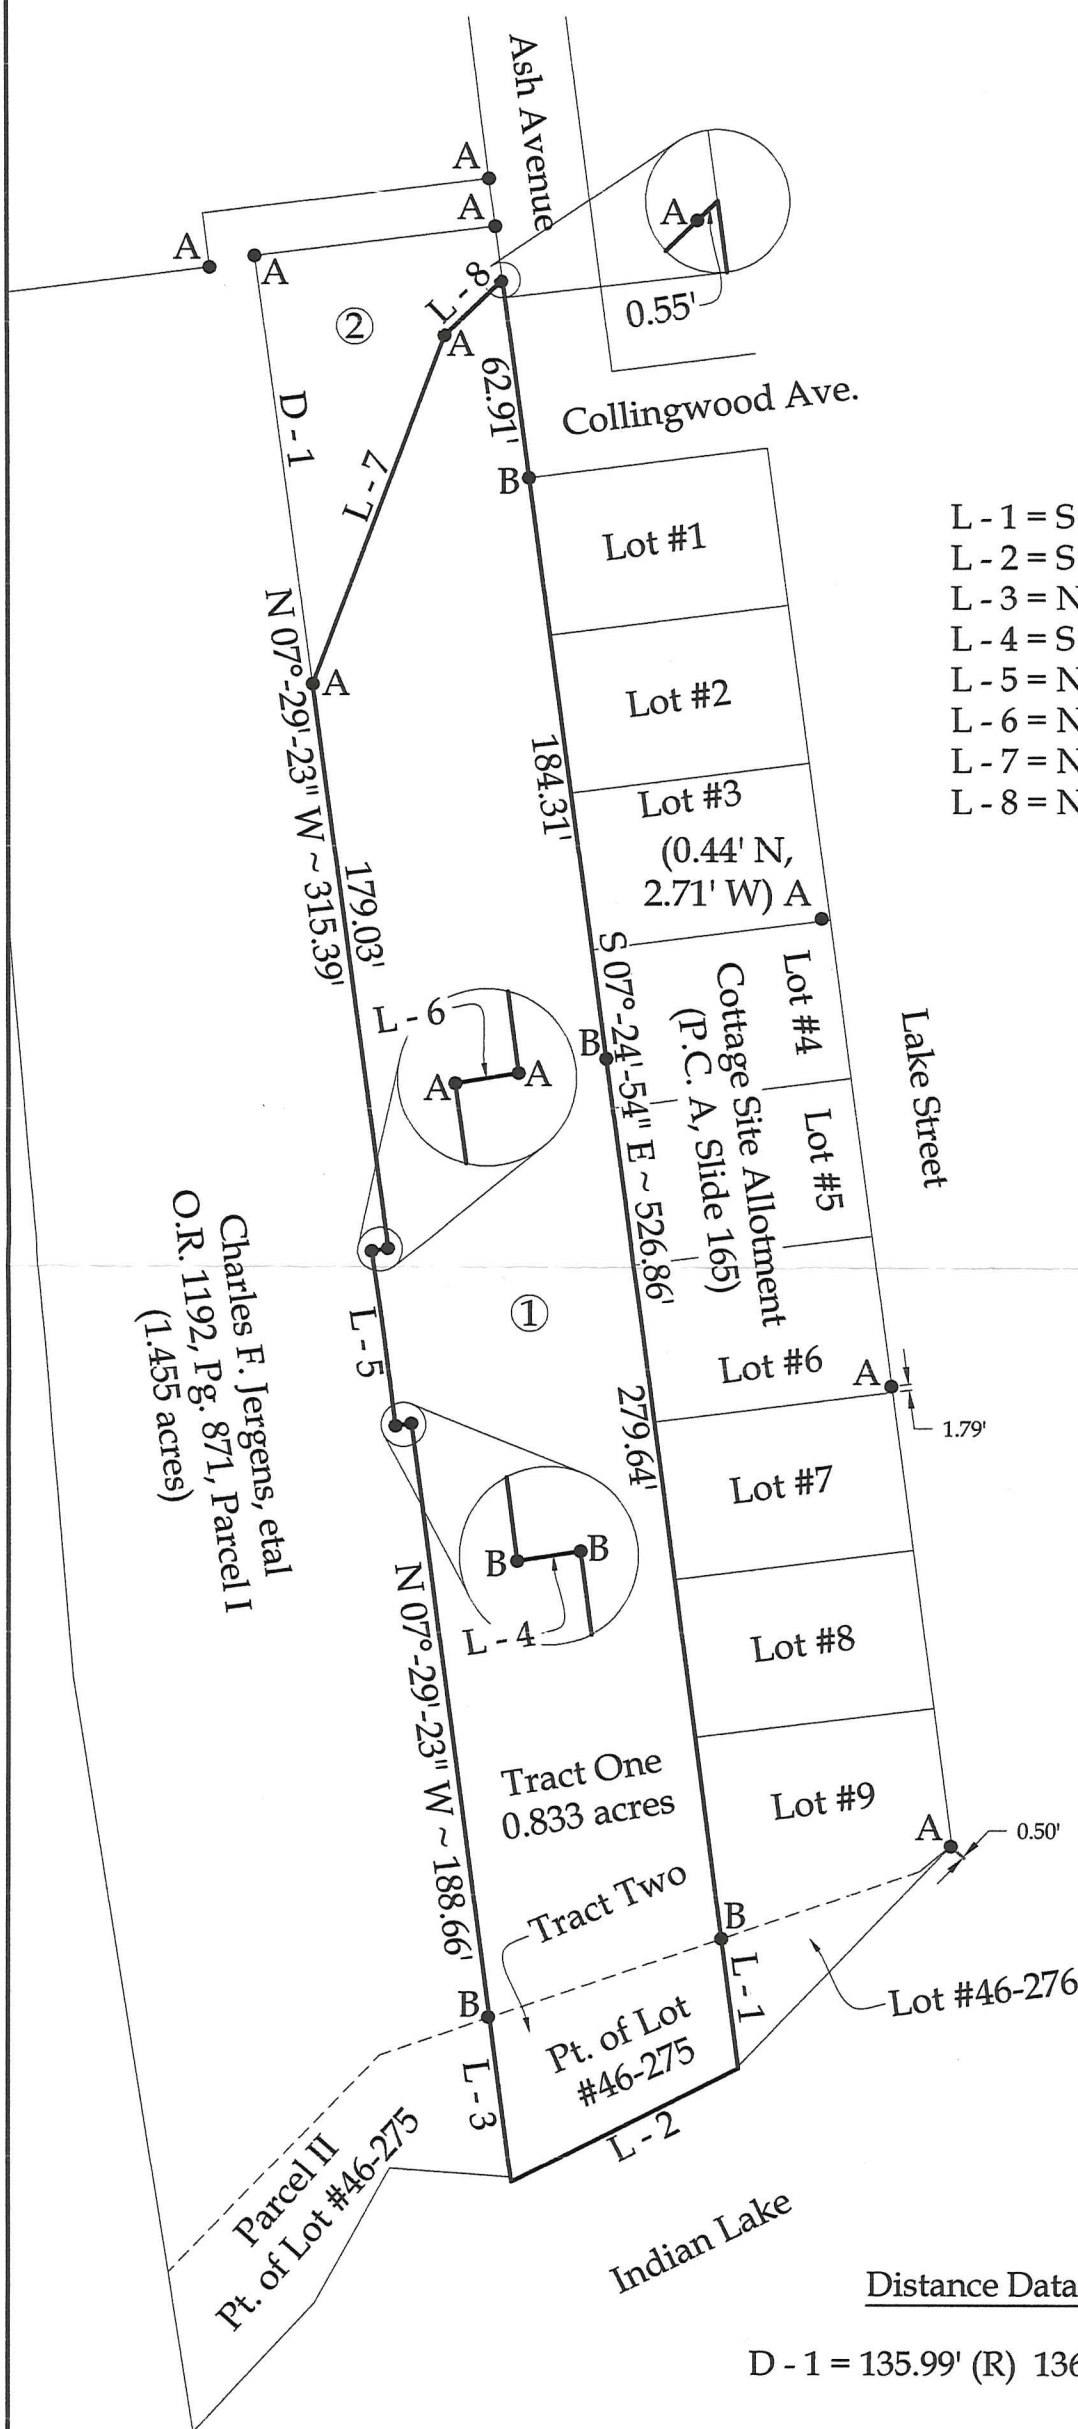 Ash Avenue
A
A
A
A
A
0.55'
L - 8
②
A
62.91'
Collingwood Ave.
D - 1
L - 7
B
Lot #1
L - 1 = S
L - 2 = S
L - 3 = N
L - 4 = S
L - 5 = N
L - 6 = N
L - 7 = N
L - 8 = N
A
Lot #2
N 07°-29'-23" W ~ 315.39'
179.03'
184.31'
Lot #3
(0.44' N,
2.71' W) A
S 07°-24'-54" E ~ 526.86'
Lot #4
L - 6
A
A
B
Cottage Site Allotment
(P.C. A, Slide 165)
Lot #5
Lake Street
Charles F. Jergens, etal
O.R. 1192, Pg. 871, Parcel I
(1.455 acres)
L - 5
①
Lot #6
A
1.79'
279.64'
Lot #7
B
B
L - 4
N 07°-29'-23" W ~ 188.66'
Lot #8
Tract One
0.833 acres
Lot #9
A
0.50'
Tract Two
B
L - 1
Lot #46-276
B
L - 3
Pt. of Lot
#46-275
L - 2
Parcel II
Pt. of Lot #46-275
Indian Lake
Distance Data
D - 1 = 135.99' (R) 136